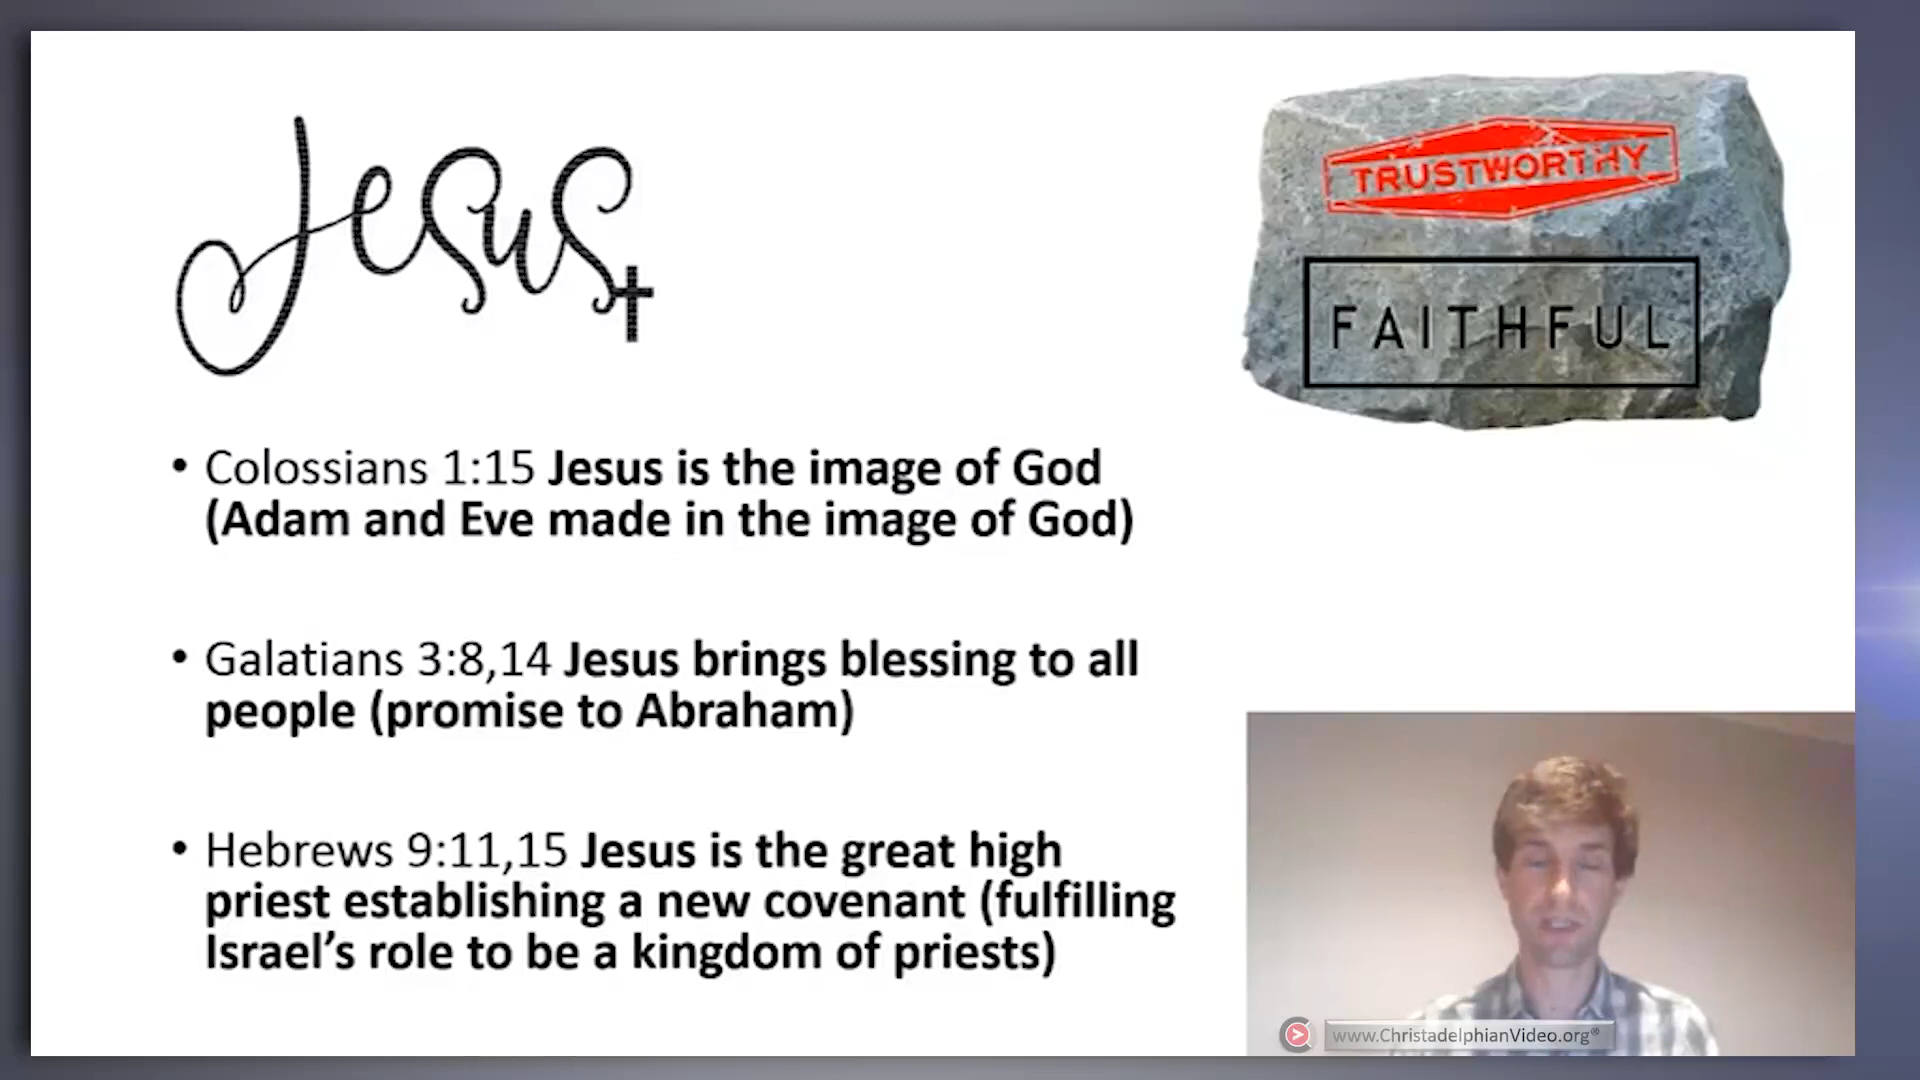 Jesus
TRUSTWORTHY
FAITHFUL
• Colossians 1:15 Jesus is the image of God
(Adam and Eve made in the image of God)
• Galatians 3:8,14 Jesus brings blessing to all
people (promise to Abraham)
• Hebrews 9:11,15 Jesus is the great high
priest establishing a new covenant (fulfilling
Israel’s role to be a kingdom of priests)
www.ChristadelphianVideo.org®